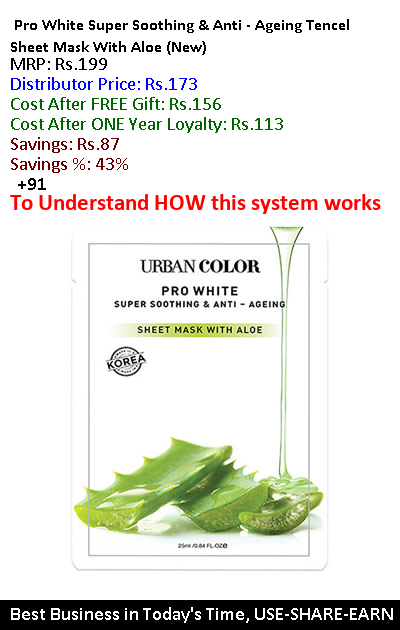 Pro White Super Soothing & Anti - Ageing Tencel
Sheet Mask With Aloe (New)
MRP: Rs.199
Distributor Price: Rs.173
Cost After FREE Gift: Rs.156
Cost After ONE Year Loyalty: Rs.113
Savings: Rs.87
Savings %: 43%
+91
To Understand HOW this system works
URBAN COLOR
PRO WHITE
SUPER SOOTHING & ANTI – AGEING
SHEET MASK WITH ALOE
KOREA
25ml /0.84 FL.OZe
Best Business in Today's Time, USE-SHARE-EARN